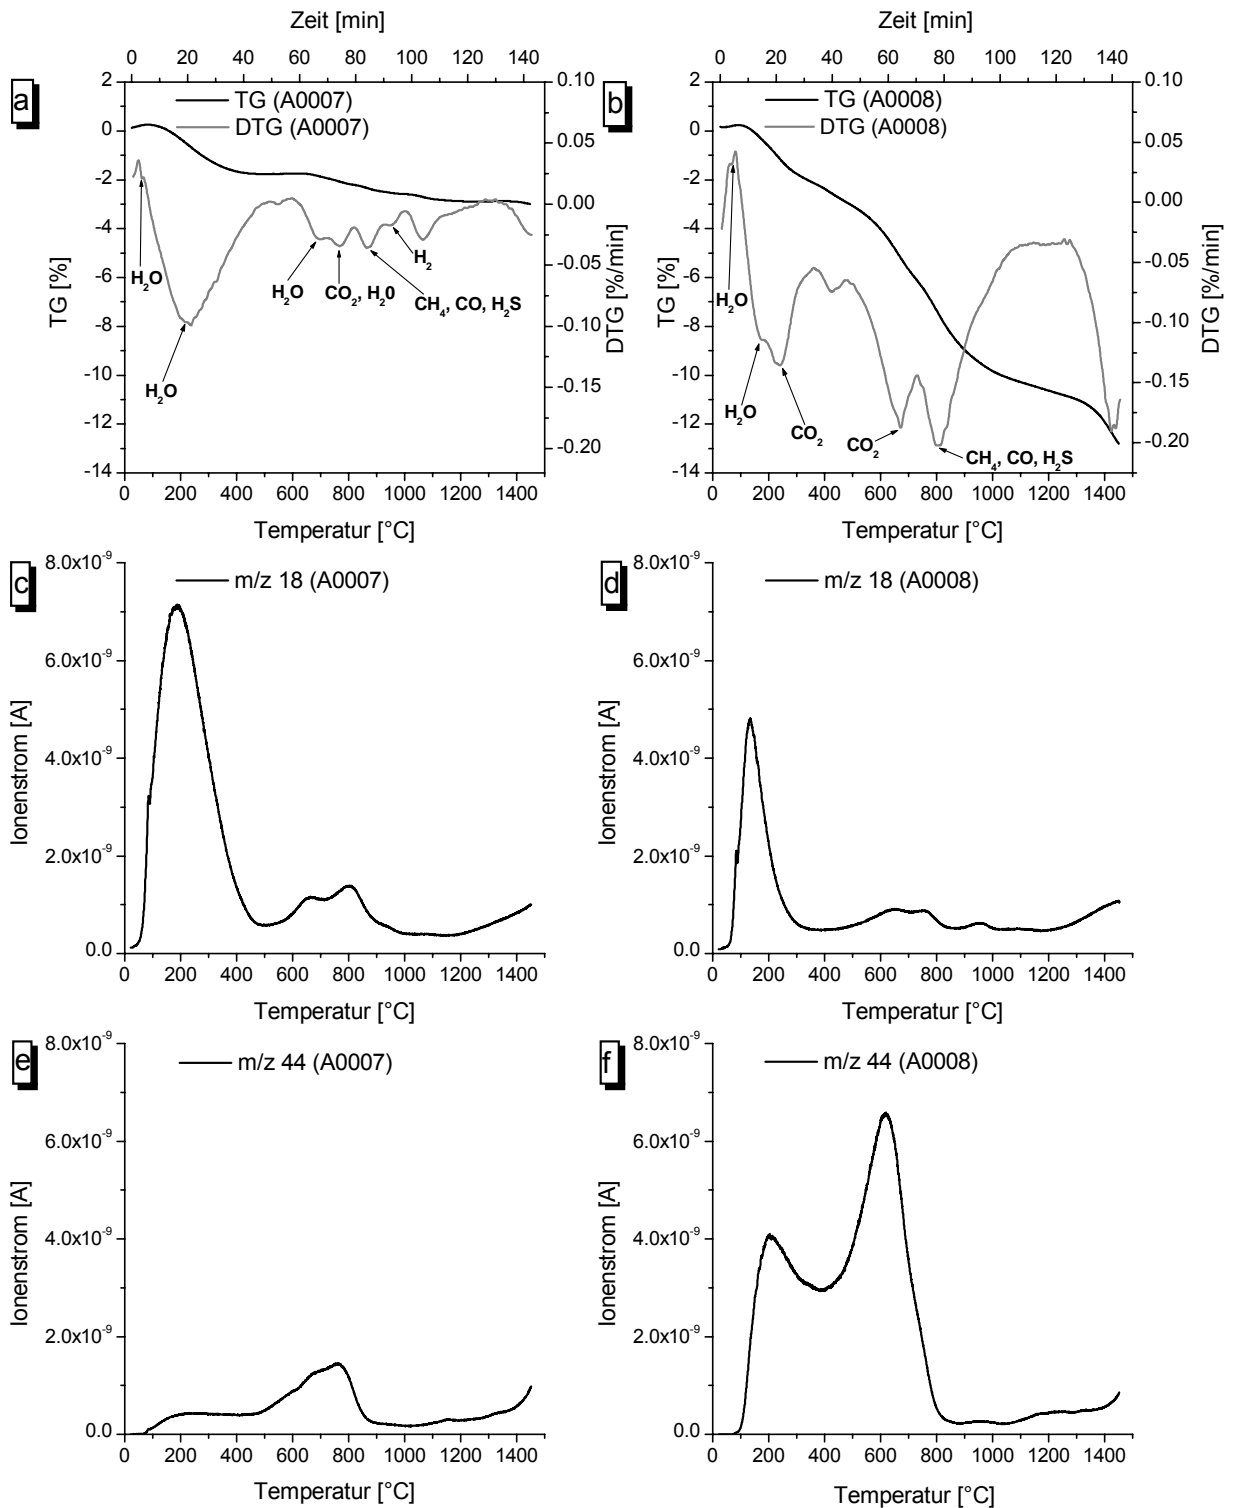 Zeit [min]
0 20 40 60 80 100 120 140
a
2
0
-2
-4
-6
-8
-10
-12
-14
TG [%]
TG (A0007)
DTG (A0007)
H2O
H2O
H2O
CO2, H20
CH4, CO, H2S
H2
0.10
0.05
0.00
-0.05
-0.10
-0.15
-0.20
DTG [%/min]
0 200 400 600 800 1000 1200 1400
Temperatur [°C]
Zeit [min]
0 20 40 60 80 100 120 140
b
2
0
-2
-4
-6
-8
-10
-12
-14
TG [%]
TG (A0008)
DTG (A0008)
H2O
H2O
CO2
CO2
CH4, CO, H2S
0.10
0.05
0.00
-0.05
-0.10
-0.15
-0.20
DTG [%/min]
0 200 400 600 800 1000 1200 1400
Temperatur [°C]
c
8.0x10-9
6.0x10-9
4.0x10-9
2.0x10-9
0.0
Ionenstrom [A]
m/z 18 (A0007)
0 200 400 600 800 1000 1200 1400
Temperatur [°C]
d
8.0x10-9
6.0x10-9
4.0x10-9
2.0x10-9
0.0
Ionenstrom [A]
m/z 18 (A0008)
0 200 400 600 800 1000 1200 1400
Temperatur [°C]
e
8.0x10-9
6.0x10-9
4.0x10-9
2.0x10-9
0.0
Ionenstrom [A]
m/z 44 (A0007)
0 200 400 600 800 1000 1200 1400
Temperatur [°C]
f
8.0x10-9
6.0x10-9
4.0x10-9
2.0x10-9
0.0
Ionenstrom [A]
m/z 44 (A0008)
0 200 400 600 800 1000 1200 1400
Temperatur [°C]